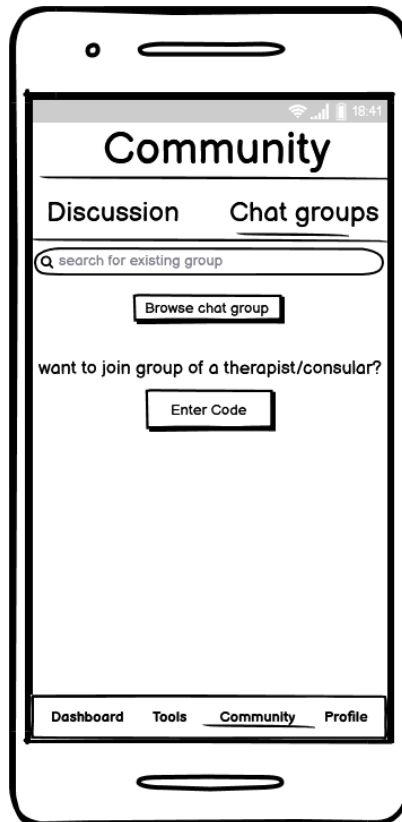 18:41
Community
Discussion Chat groups
search for existing group
Browse chat group
want to join group of a therapist/consular?
Enter Code
Dashboard Tools Community Profile